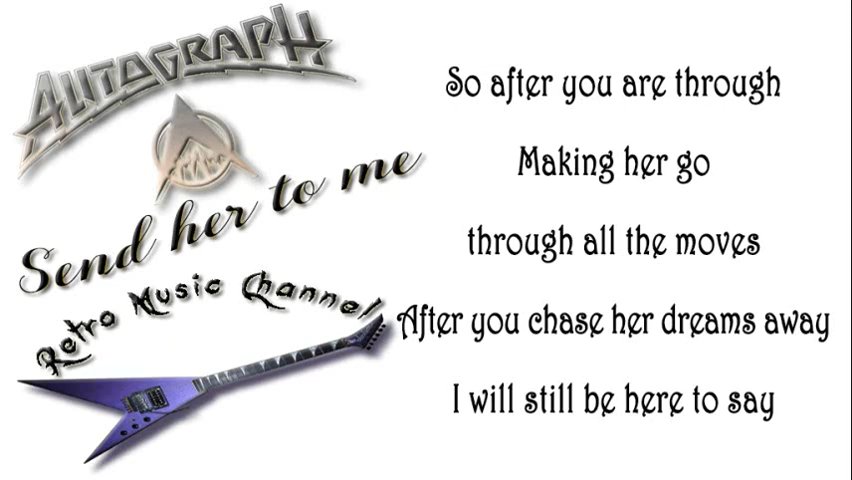 AUTOGRAPH
Send her to me
Retro Music Channel
So after you are through
Making her go
through all the moves
After you chase her dreams away
I will still be here to say